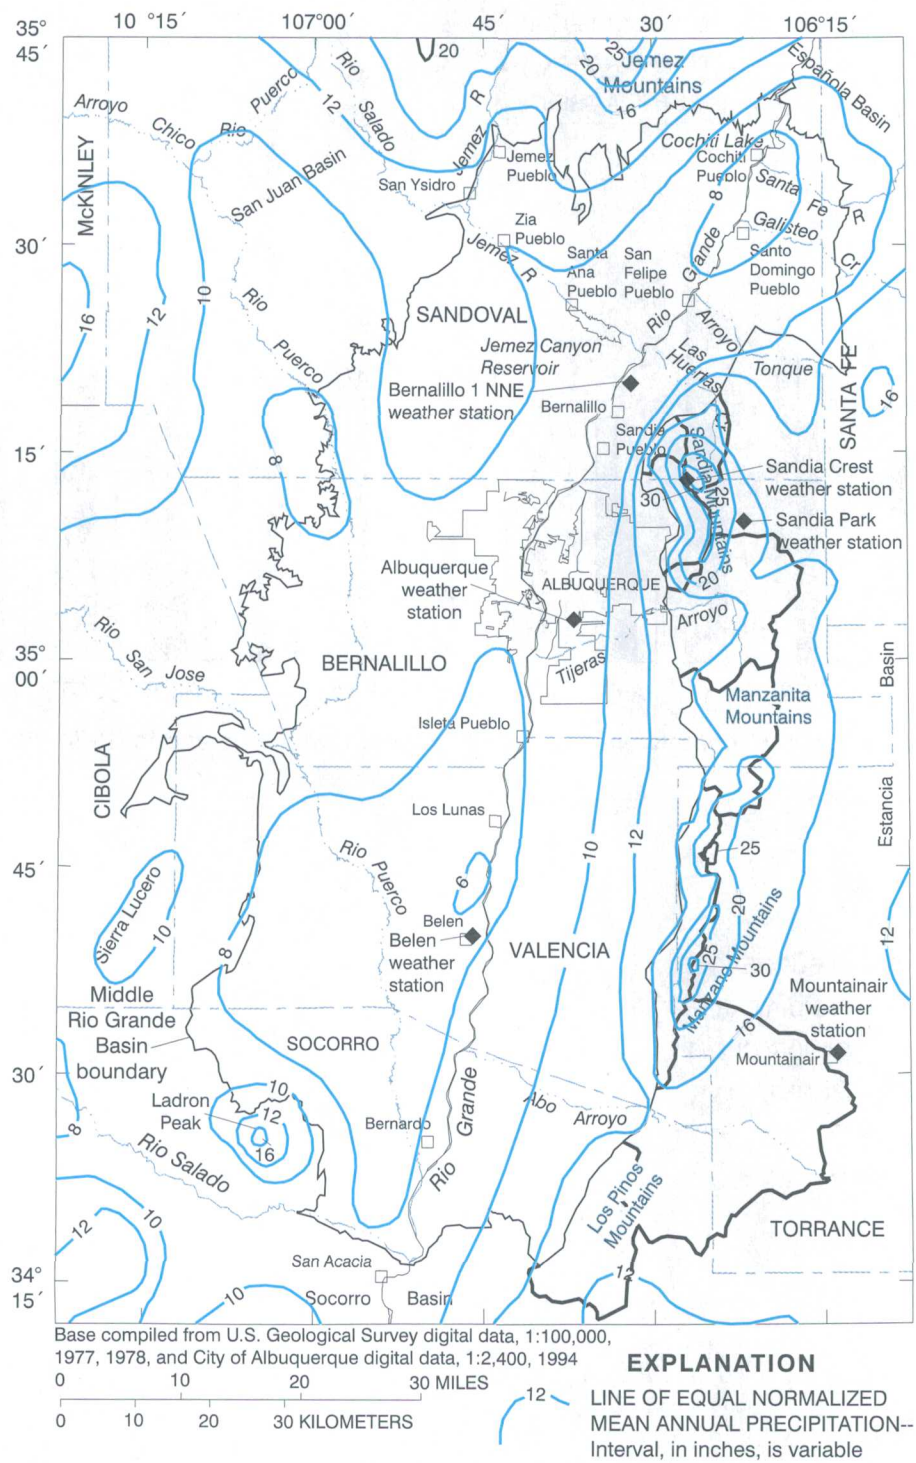 35°
45´
10 °15´
107°00´
45´
30´
106°15´
20
25
20
Jemez
Mountains
16
Española Basin
Rio
Puerco
Rio
Salado
12
Arroyo
Chico
McKINLEY
San Juan Basin
Jemez
R
Jemez
Pueblo
San Ysidro
Cochiti Lake
Cochiti
Pueblo
Santa
Fe
R
8
Galisteo
Cr
Zia
Pueblo
30´
Jemez R
Santa
Ana
Pueblo
San
Felipe
Pueblo
Grande
Rio
Santo
Domingo
Pueblo
16
12
10
Rio
Puerco
SANDOVAL
Jemez Canyon
Reservoir
Arroyo
Las
Huertas
Tonque
SANTA FE
16
Bernalillo 1 NNE
weather station
Bernalillo
Sandia
Pueblo
Cr
15´
8
Sandia Mountains
Sandia Crest
weather station
30
25
Sandia Park
weather station
Albuquerque
weather
station
ALBUQUERQUE
20
Arroyo
Tijeras
35°
00´
Rio
San
Jose
BERNALILLO
Basin
Manzanita
Mountains
Isleta Pueblo
CIBOLA
Los Lunas
Estancia
10
12
25
45´
Rio
Puerco
6
Sierra Lucero
10
8
Belen
Belen
weather
station
VALENCIA
20
25
30
Manzano Mountains
12
Middle
Rio Grande
Basin
boundary
SOCORRO
16
Mountainair
weather
station
Mountainair
30´
8
Ladron
Peak
10
12
16
Grande
Abo
Arroyo
Bernardo
Rio
Rio Salado
Los Pinos
Mountains
TORRANCE
12
10
San Acacia
34°
15´
10
Socorro
Basin
12
Base compiled from U.S. Geological Survey digital data, 1:100,000,
1977, 1978, and City of Albuquerque digital data, 1:2,400, 1994
0 10 20 30 MILES
0 10 20 30 KILOMETERS
EXPLANATION
12
LINE OF EQUAL NORMALIZED
MEAN ANNUAL PRECIPITATION--
Interval, in inches, is variable